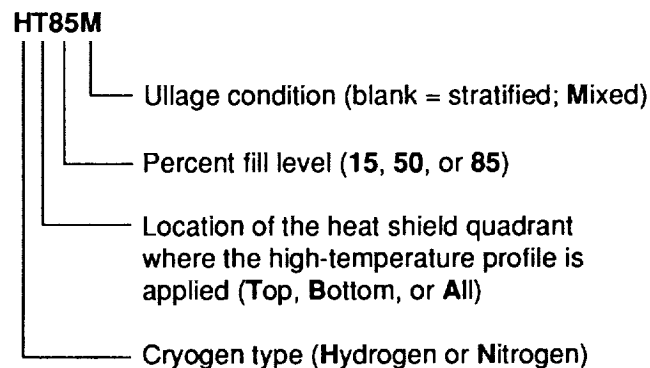 HT85M
Ullage condition (blank = stratified; Mixed)
Percent fill level (15, 50, or 85)
Location of the heat shield quadrant
where the high-temperature profile is
applied (Top, Bottom, or All)
Cryogen type (Hydrogen or Nitrogen)